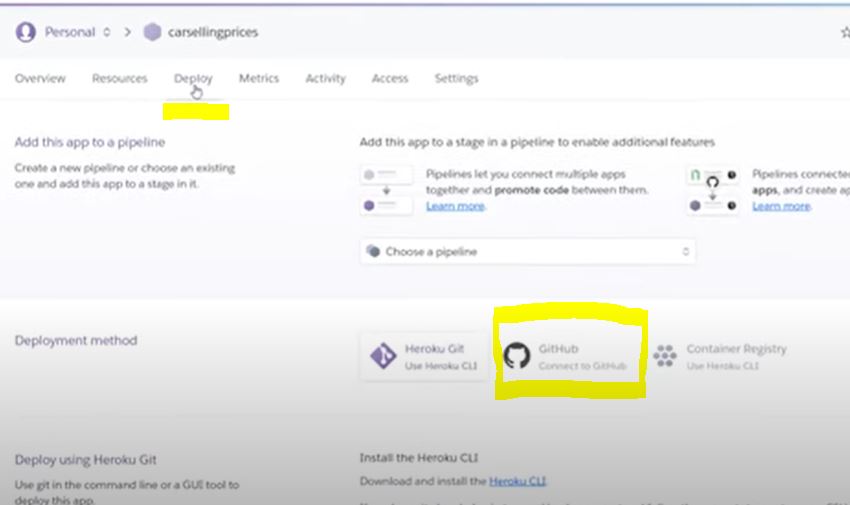 Personal > carsellingprices
Overview Resources Deploy Metrics Activity Access Settings
Add this app to a pipeline
Create a new pipeline or choose an existing
one and add this app to a stage in it.
Add this app to a stage in a pipeline to enable additional features
Pipelines let you connect multiple apps
together and promote code between them.
Learn more.
Pipelines connecte
apps, and create ap
Learn more.
Choose a pipeline
Deployment method
Heroku Git
Use Heroku CLI
GitHub
Connect to GitHub
Container Registry
Use Heroku CLI
Deploy using Heroku Git
Use git in the command line or a GUI tool to
deploy this app.
Install the Heroku CLI
Download and install the Heroku CLI.